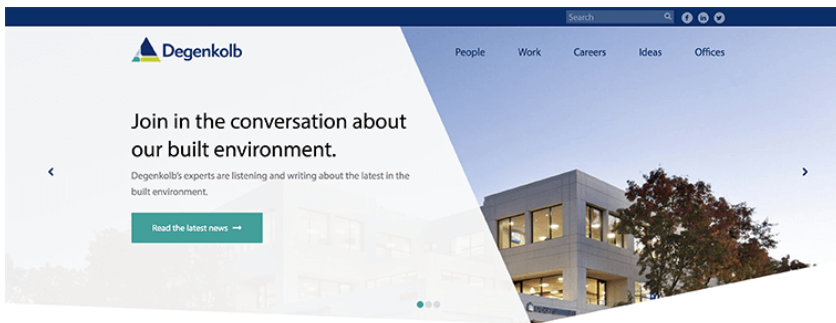 Search
Degenkolb
People Work Careers Ideas Offices
Join in the conversation about
our built environment.
Degenkolb's experts are listening and writing about the latest in the
built environment.
Read the latest news →